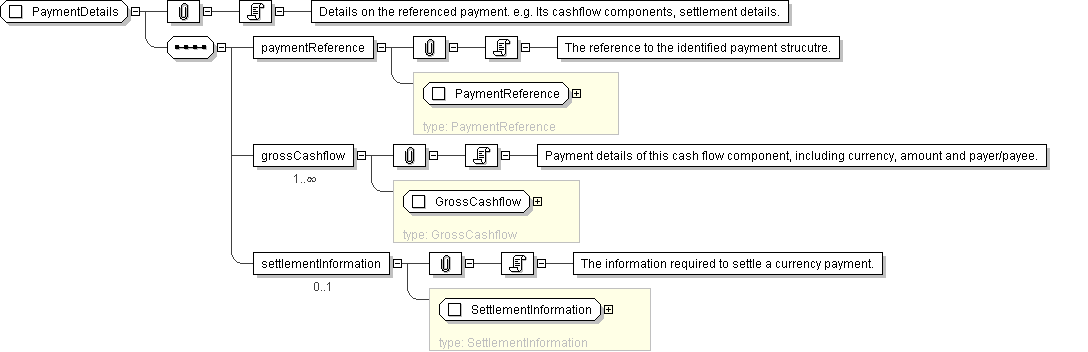 PaymentDetails
Details on the referenced payment. e.g. Its cashflow components, settlement details.
paymentReference
The reference to the identified payment strucutre.
PaymentReference
type: PaymentReference
grossCashflow
Payment details of this cash flow component, including currency, amount and payer/payee.
1..∞
GrossCashflow
type: GrossCashflow
settlementInformation
The information required to settle a currency payment.
0..1
SettlementInformation
type: SettlementInformation